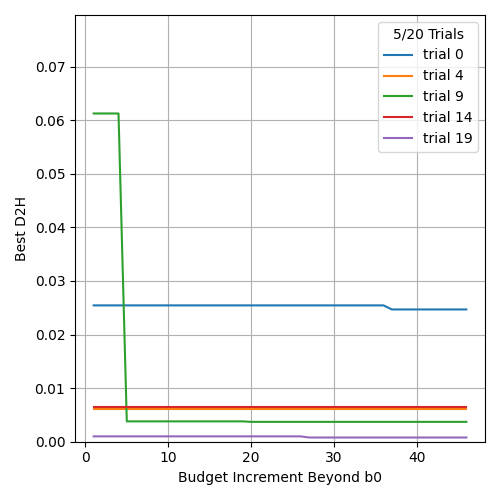 5/20 Trials
trial 0
trial 4
trial 9
trial 14
trial 19
0.07
0.06
0.05
0.04
0.03
0.02
0.01
0.00
Best D2H
0 10 20 30 40
Budget Increment Beyond b0